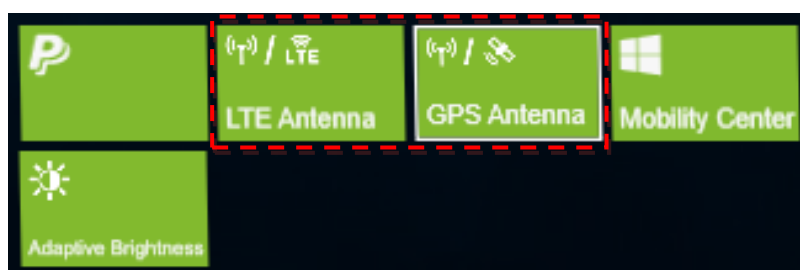 LTE
LTE Antenna
GPS Antenna
Mobility Center
Adaptive Brightness